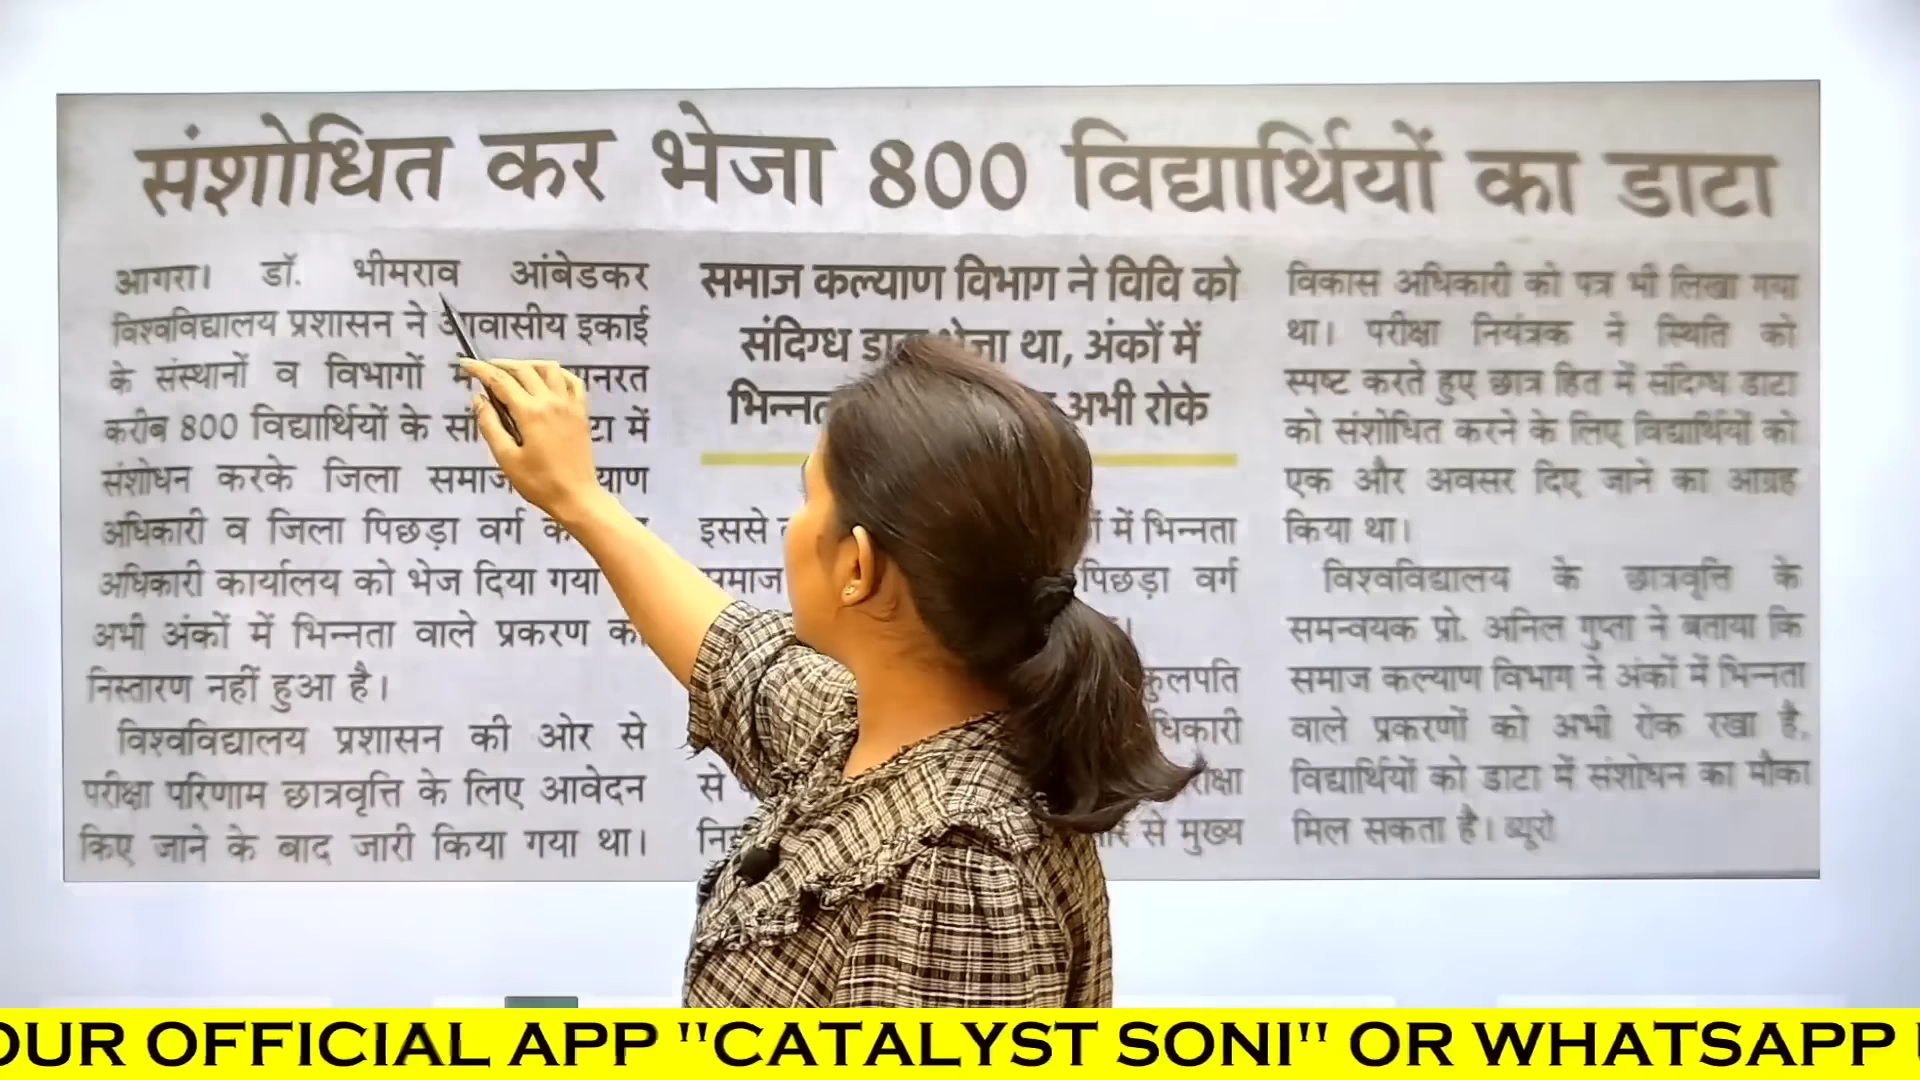 संशोधित कर भेजा 800 विद्यार्थियों का डाटा
आगरा। डॉ. भीमराव आंबेडकर
विश्वविद्यालय प्रशासन ने आवासीय इकाई
के संस्थानों व विभागों में
करीब 800 विद्यार्थियों के में
संशोधन करके जिला समाज
अधिकारी व जिला पिछड़ा वर्ग
अधिकारी कार्यालय को भेज दिया गया
अभी अंकों में भिन्नता वाले प्रकरण का
निस्तारण नहीं हुआ है।
विश्वविद्यालय प्रशासन की ओर से
परीक्षा परिणाम छात्रवृत्ति के लिए आवेदन
किए जाने के बाद जारी किया गया था।
समाज कल्याण विभाग ने विवि को
संदिग्ध भेजा था, अंकों में
अभी रोके
इससे में भिन्नता
समाज पिछड़ा वर्ग
कुलपति
से
से मुख्य
विकास अधिकारी को पत्र भी लिखा गया
था। परीक्षा नियंत्रक ने स्थिति को
स्पष्ट करते हुए छात्र हित में संदिग्ध डाटा
को संशोधित करने के लिए विद्यार्थियों को
एक और अवसर दिए जाने का आग्रह
किया था।
विश्वविद्यालय के छात्रवृत्ति के
समन्वयक प्रो. अनिल गुप्ता ने बताया कि
समाज कल्याण विभाग ने अंकों में भिन्नता
वाले प्रकरणों को अभी रोक रखा है,
विद्यार्थियों को डाटा में संशोधन का मौका
मिल सकता है। ब्यूरो
OUR OFFICIAL APP "CATALYST SONI" OR WHATSAPP